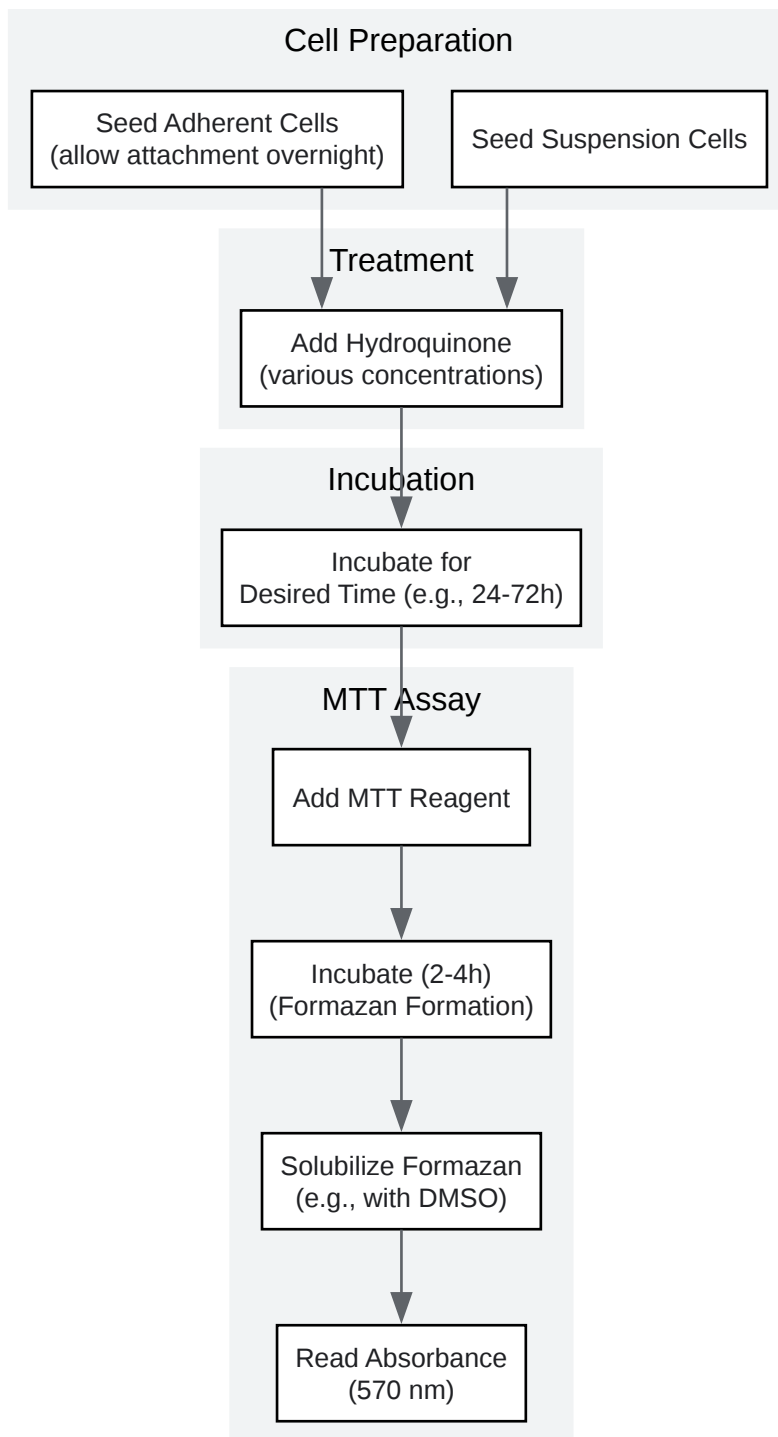 Cell Preparation
Seed Adherent Cells
(allow attachment overnight)
Seed Suspension Cells
Treatment
Add Hydroquinone
(various concentrations)
Incubation
Incubate for
Desired Time (e.g., 24-72h)
MTT Assay
Add MTT Reagent
Incubate (2-4h)
(Formazan Formation)
Solubilize Formazan
(e.g., with DMSO)
Read Absorbance
(570 nm)